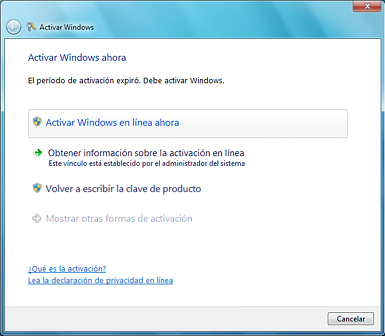 Activar Windows
Activar Windows ahora
El período de activación expiró. Debe activar Windows.
Activar Windows en línea ahora
Obtener información sobre la activación en línea
Este vínculo está establecido por el administrador del sistema
Volver a escribir la clave de producto
Mostrar otras formas de activación
¿Qué es la activación?
Lea la declaración de privacidad en línea
Cancelar